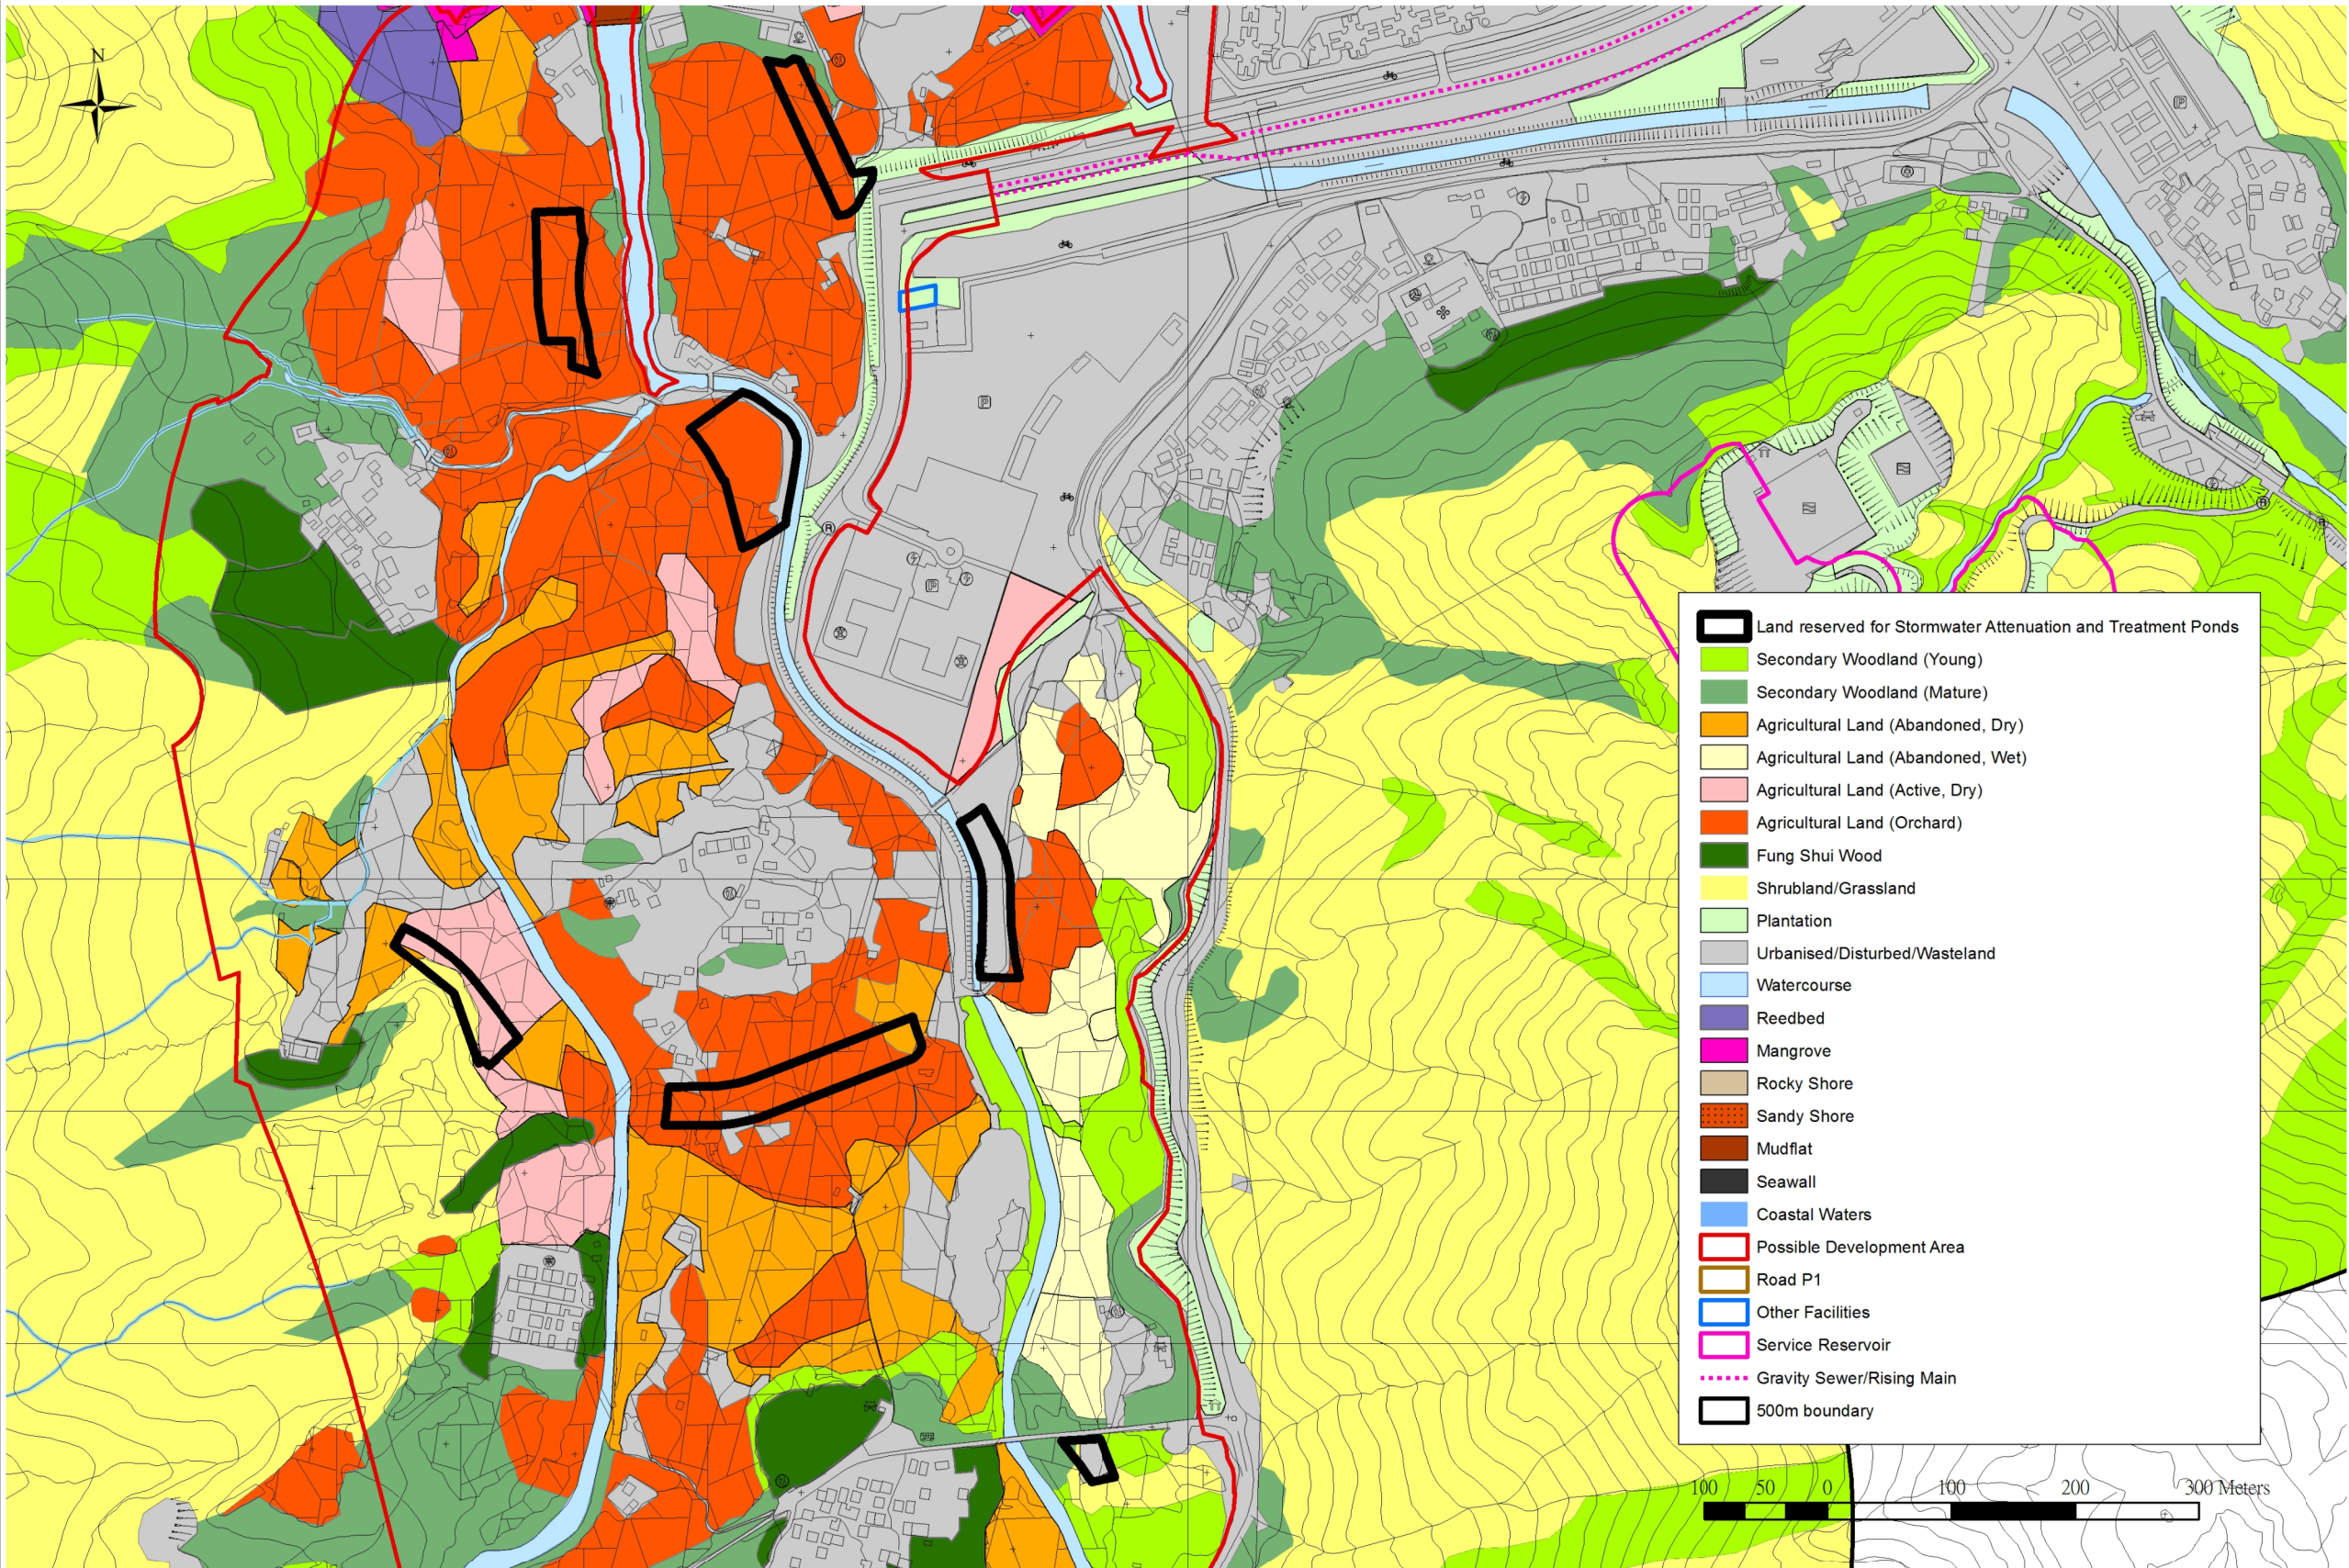 N
P
P
P
R
Land reserved for Stormwater Attenuation and Treatment Ponds
Secondary Woodland (Young)
Secondary Woodland (Mature)
Agricultural Land (Abandoned, Dry)
Agricultural Land (Abandoned, Wet)
Agricultural Land (Active, Dry)
Agricultural Land (Orchard)
Fung Shui Wood
Shrubland/Grassland
Plantation
Urbanised/Disturbed/Wasteland
Watercourse
Reedbed
Mangrove
Rocky Shore
Sandy Shore
Mudflat
Seawall
Coastal Waters
Possible Development Area
Road P1
Other Facilities
Service Reservoir
Gravity Sewer/Rising Main
500m boundary
100 50 0 100 200 300 Meters